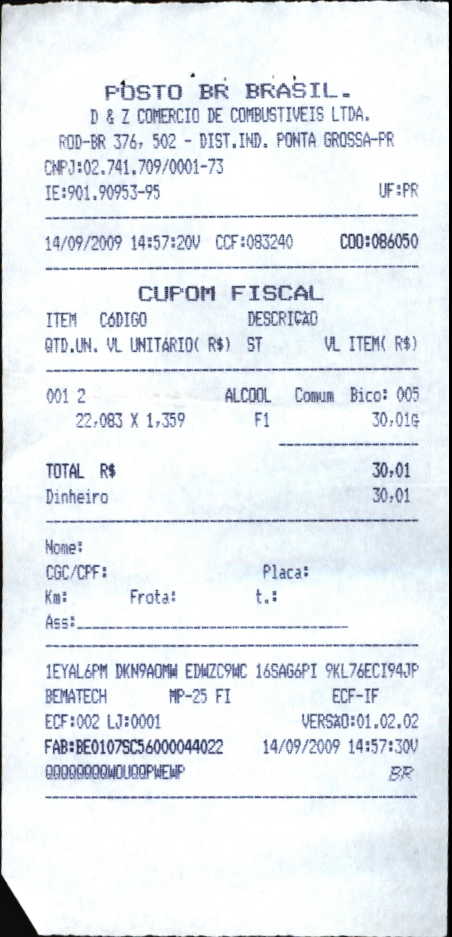 POSTO BR BRASIL.
D & Z COMERCIO DE COMBUSTIVEIS LTDA.
ROD-BR 376, 502 - DIST.IND. PONTA GROSSA-PR
CNPJ:02.741.709/0001-73
IE:901.90953-95 UF:PR
14/09/2009 14:57:20V CCF:083240 COO:086050
CUPOM FISCAL
ITEM CóDIGO DESCRIÇãO
QTD.UN. VL UNITáRIO( R$) ST VL ITEM( R$)
001 2 ALCOOL Comum Bico: 005
22,083 X 1,359 F1 30,01G
TOTAL R$ 30,01
Dinheiro 30,01
Nome:
CGC/CPF: Placa:
Km: Frota: t.:
Ass:
1EYAL6PM DKN9AOMW EDWZC9WC 16SAG6PI 9KL76ECI94JP
BEMATECH MP-25 FI ECF-IF
ECF:002 LJ:0001 VERSãO:01.02.02
FAB:BE0107SC56000044022 14/09/2009 14:57:30V
QQQQQQQQWOUQQPWEWP BR